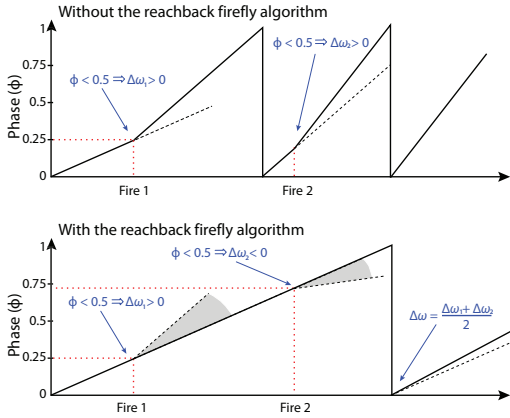 Without the reachback firefly algorithm
Phase (ϕ)
1
0.75
0.5
0.25
0
ϕ < 0.5 ⇒ Δω₁ > 0
ϕ < 0.5 ⇒ Δω₂ > 0
Fire 1
Fire 2
With the reachback firefly algorithm
Phase (ϕ)
1
0.75
0.5
0.25
0
ϕ < 0.5 ⇒ Δω₂ < 0
ϕ < 0.5 ⇒ Δω₁ > 0
Δω = Δω₁ + Δω₂
2
Fire 1
Fire 2